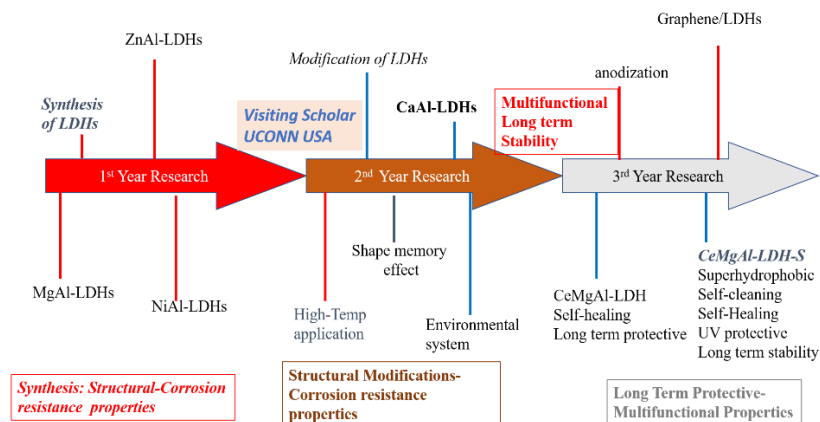 Graphene/LDHs
ZnAl-LDHs
Modification of LDHs
anodization
Synthesis
of LDHs
Visiting Scholar
UCONN USA
CaAl-LDHs
Multifunctional
Long term
Stability
1st Year Research
2nd Year Research
3rd Year Research
MgAl-LDHs
NiAl-LDHs
Shape memory
effect
High-Temp
application
Environmental
system
CeMgAl-LDH
Self-healing
Long term protective
CeMgAl-LDH-S
Superhydrophobic
Self-cleaning
Self-Healing
UV protective
Long term stability
Synthesis: Structural-Corrosion
resistance properties
Structural Modifications-
Corrosion resistance
properties
Long Term Protective-
Multifunctional Properties